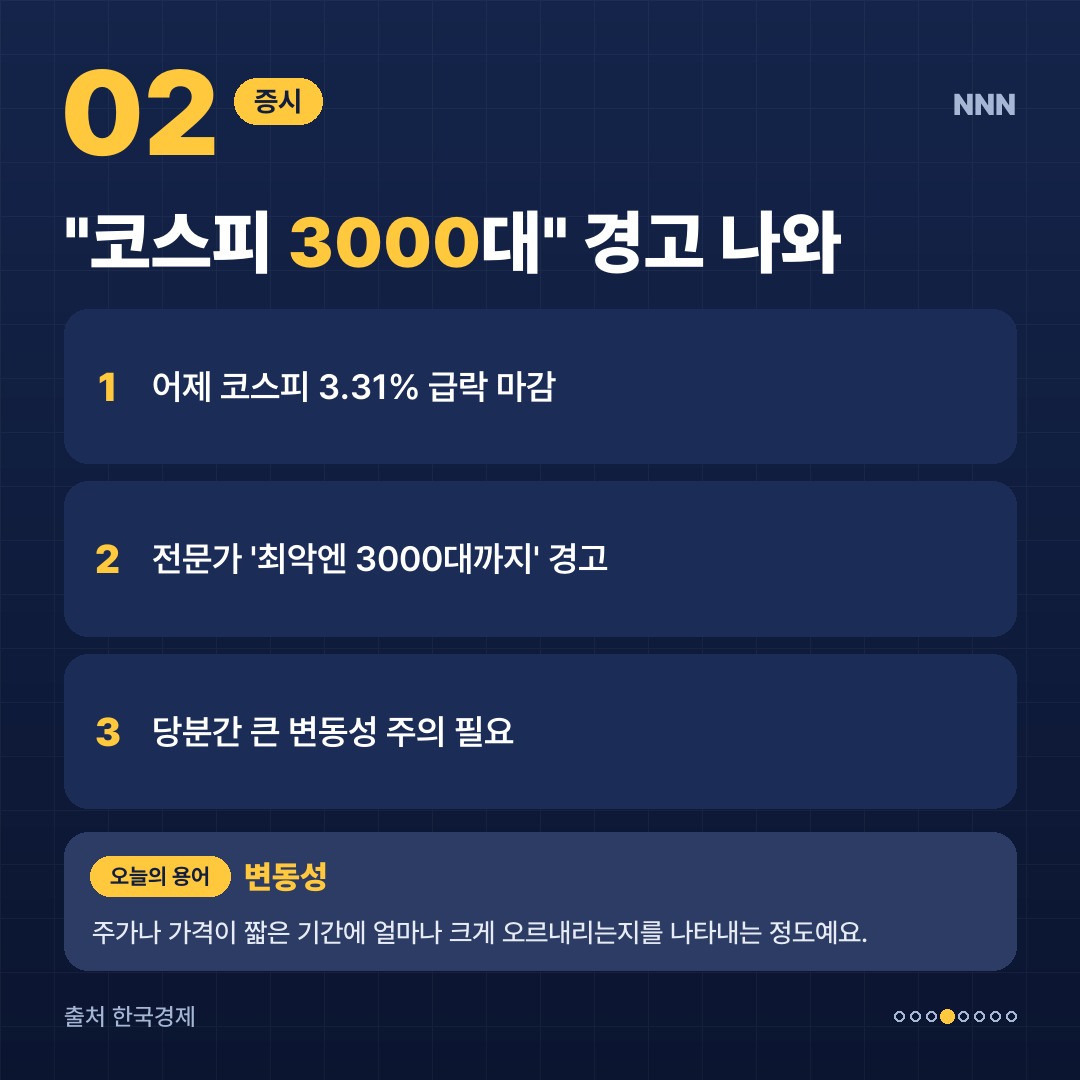 02 증시
NNN
"코스피 3000대" 경고 나와
1 어제 코스피 3.31% 급락 마감
2 전문가 '최악엔 3000대까지' 경고
3 당분간 큰 변동성 주의 필요
오늘의 용어 변동성
주가나 가격이 짧은 기간에 얼마나 크게 오르내리는지를 나타내는 정도예요.
출처 한국경제